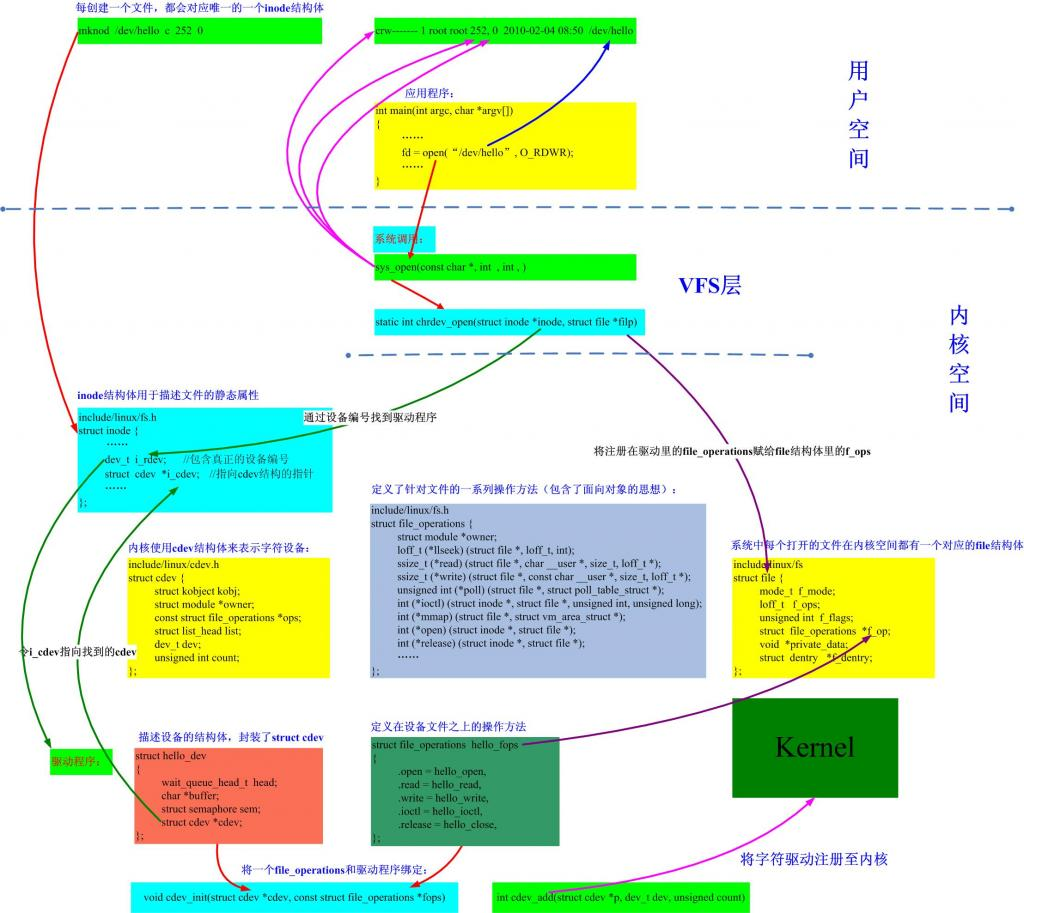 每创建一个文件，都会对应唯一的一个inode结构体
mknod /dev/hello c 252 0
crw------- 1 root root 252, 0 2010-02-04 08:50 /dev/hello
应用程序：
int main(int argc, char *argv[])
{
……
fd = open(“/dev/hello”, O_RDWR);
……
}
用户空间
系统调用：
sys_open(const char *, int , int , )
VFS层
static int chrdev_open(struct inode *inode, struct file *filp)
内核空间
inode结构体用于描述文件的静态属性
include/linux/fs.h
struct inode {
……
dev_t i_rdev; //包含真正的设备编号
struct cdev *i_cdev; //指向cdev结构的指针
……
};
通过设备编号找到驱动程序
将注册在驱动里的file_operations赋给file结构体里的f_ops
定义了针对文件的一系列操作方法（包含了面向对象的思想）：
include/linux/fs.h
struct file_operations {
struct module *owner;
loff_t (*llseek) (struct file *, loff_t, int);
ssize_t (*read) (struct file *, char __user *, size_t, loff_t *);
ssize_t (*write) (struct file *, const char __user *, size_t, loff_t *);
unsigned int (*poll) (struct file *, struct poll_table_struct *);
int (*ioctl) (struct inode *, struct file *, unsigned int, unsigned long);
int (*mmap) (struct file *, struct vm_area_struct *);
int (*open) (struct inode *, struct file *);
int (*release) (struct inode *, struct file *);
……
};
内核使用cdev结构体来表示字符设备：
include/linux/cdev.h
struct cdev {
struct kobject kobj;
struct module *owner;
const struct file_operations *ops;
struct list_head list;
dev_t dev;
unsigned int count;
};
令i_cdev指向找到的cdev
系统中每个打开的文件在内核空间都有一个对应的file结构体
include/linux/fs
struct file {
mode_t f_mode;
loff_t f_ops;
unsigned int f_flags;
struct file_operations *f_op;
void *private_data;
struct dentry *f_dentry;
};
驱动程序：
描述设备的结构体，封装了struct cdev
struct hello_dev
{
wait_queue_head_t head;
char *buffer;
struct semaphore sem;
struct cdev *cdev;
};
定义在设备文件之上的操作方法
struct file_operations hello_fops
{
.open = hello_open,
.read = hello_read,
.write = hello_write,
.ioctl = hello_ioctl,
.release = hello_close,
};
Kernel
将字符驱动注册至内核
将一个file_operations和驱动程序绑定：
void cdev_init(struct cdev *cdev, const struct file_operations *fops)
int cdev_add(struct cdev *p, dev_t dev, unsigned count)